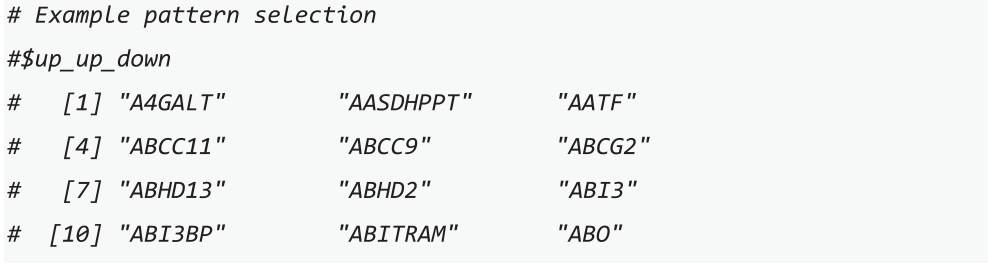 # Example pattern selection
#$up_up_down
#   [1] "A4GALT"        "AASDHPPT"      "AATF"
#   [4] "ABCC11"        "ABCC9"         "ABCG2"
#   [7] "ABHD13"        "ABHD2"         "ABI3"
#  [10] "ABI3BP"        "ABITRAM"       "ABO"